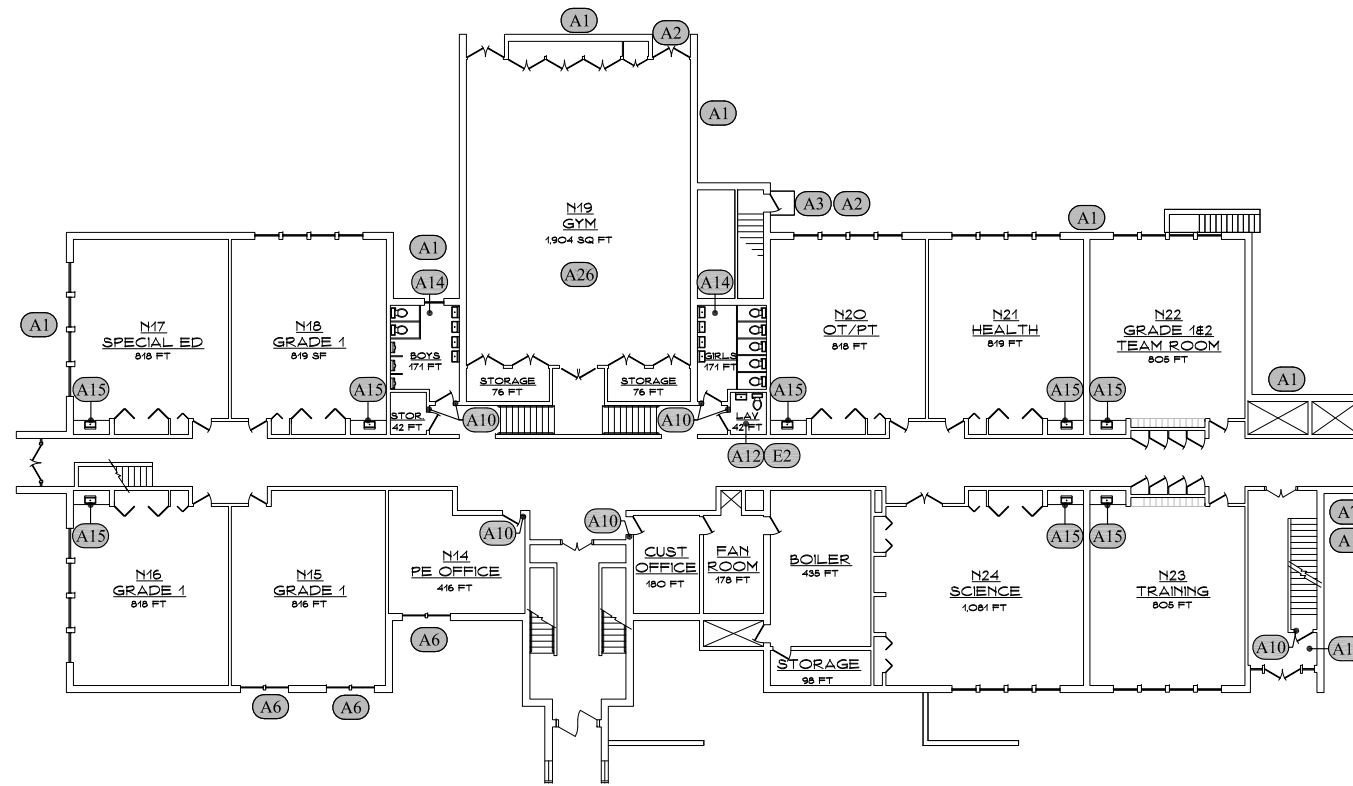 A1
A2
A1
A3
A2
N19
GYM
1,904 SQ FT
A1
A1
A26
A14
A14
A1
N17
SPECIAL ED
818 FT
N18
GRADE 1
819 SF
BOYS
171 FT
GIRLS
171 FT
N20
OT/PT
818 FT
N21
HEALTH
819 FT
N22
GRADE 1&2
TEAM ROOM
805 FT
STORAGE
76 FT
STORAGE
76 FT
A1
A15
A15
A15
A15
A15
STOR.
42 FT
A10
A10
LAV
42 FT
A12
E2
A15
N16
GRADE 1
818 FT
N15
GRADE 1
816 FT
N14
PE OFFICE
416 FT
A10
A10
CUST
OFFICE
180 FT
FAN
ROOM
178 FT
BOILER
435 FT
N24
SCIENCE
1,081 FT
A15
A15
N23
TRAINING
805 FT
A6
STORAGE
98 FT
A10
A1
A6
A6